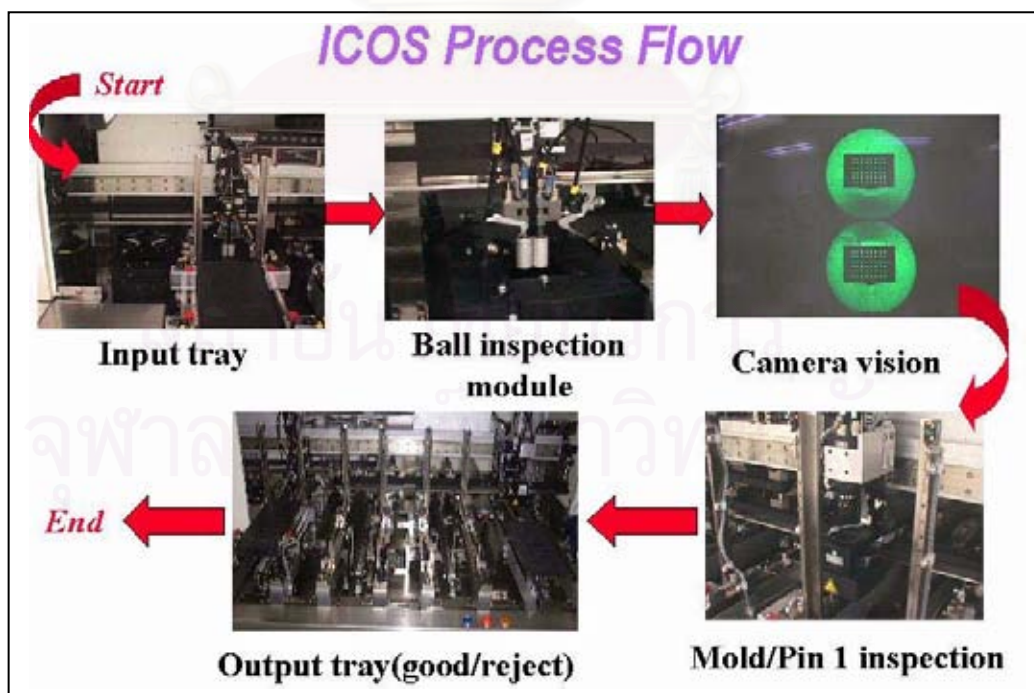 ICOS Process Flow
Start
Input tray
Ball inspection
module
Camera vision
Mold/Pin 1 inspection
Output tray(good/reject)
End